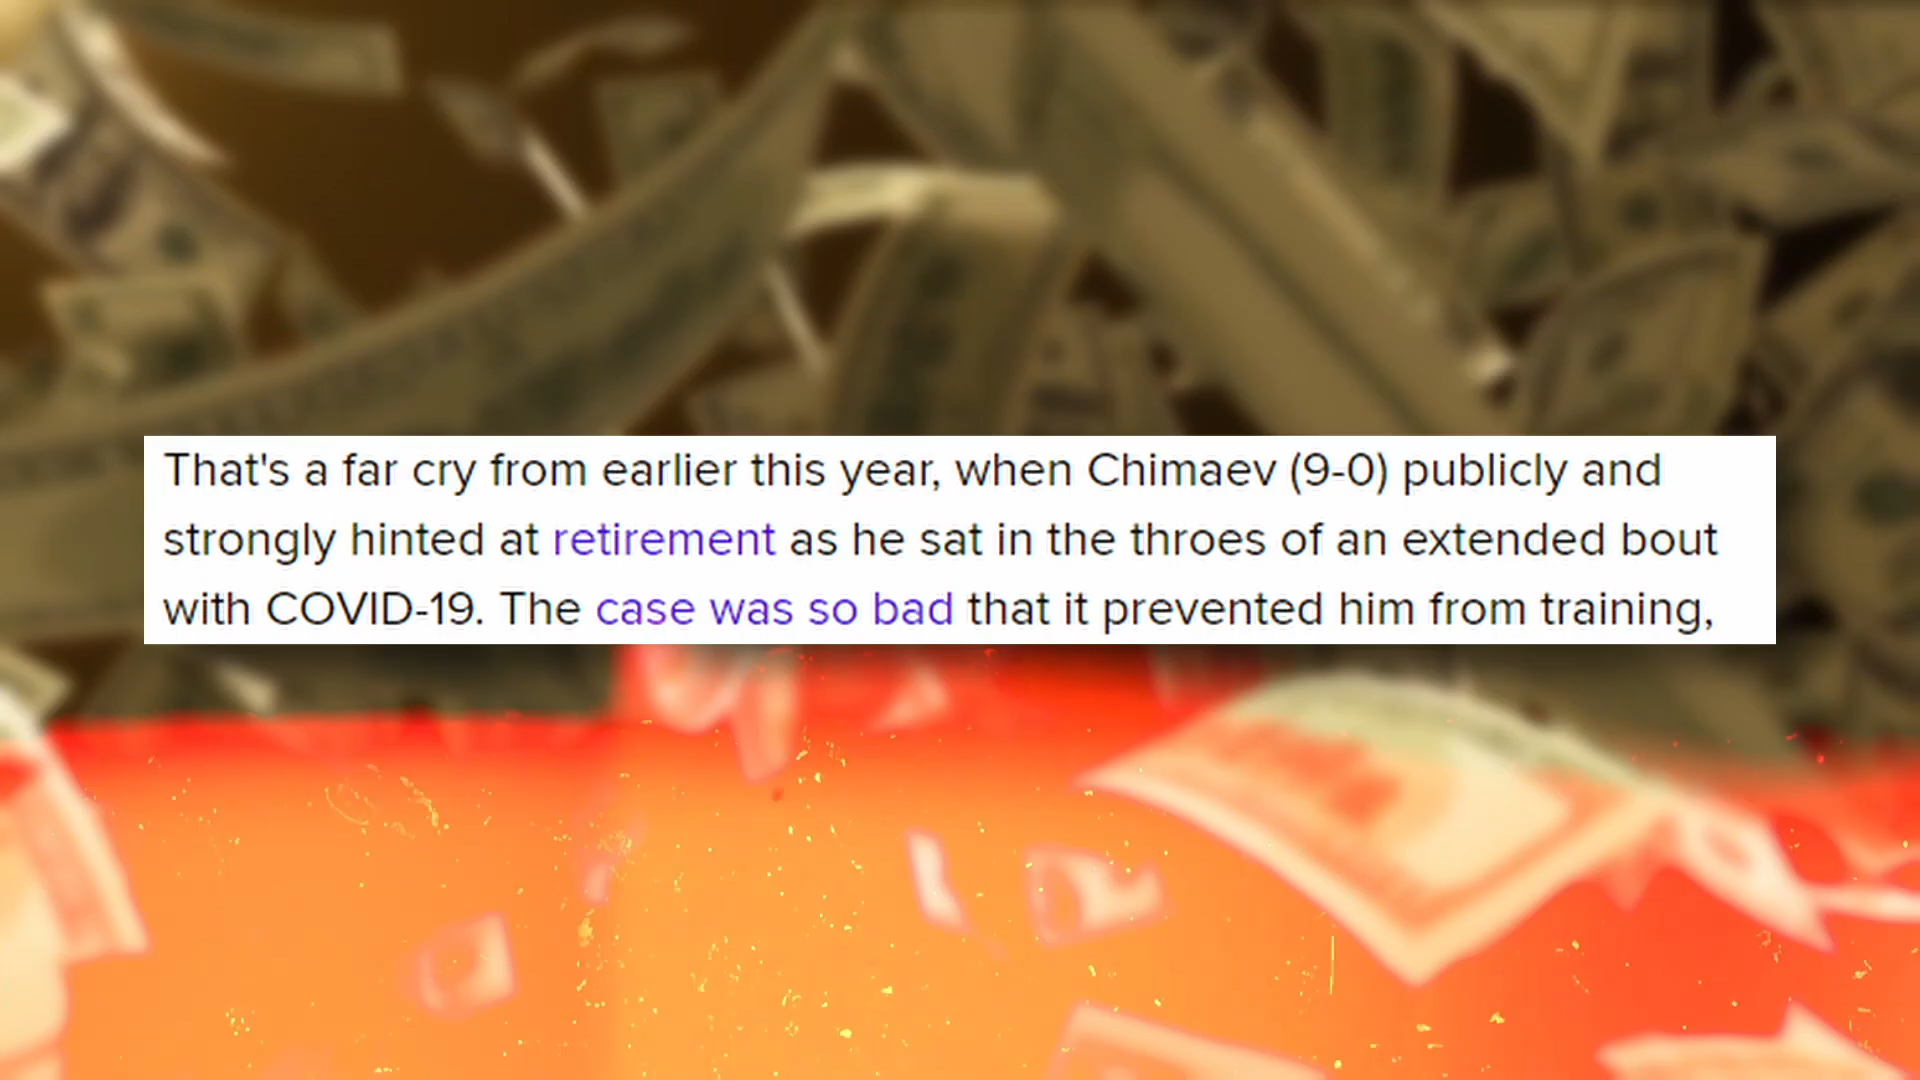 That's a far cry from earlier this year, when Chimaev (9-0) publicly and
strongly hinted at retirement as he sat in the throes of an extended bout
with COVID-19. The case was so bad that it prevented him from training,